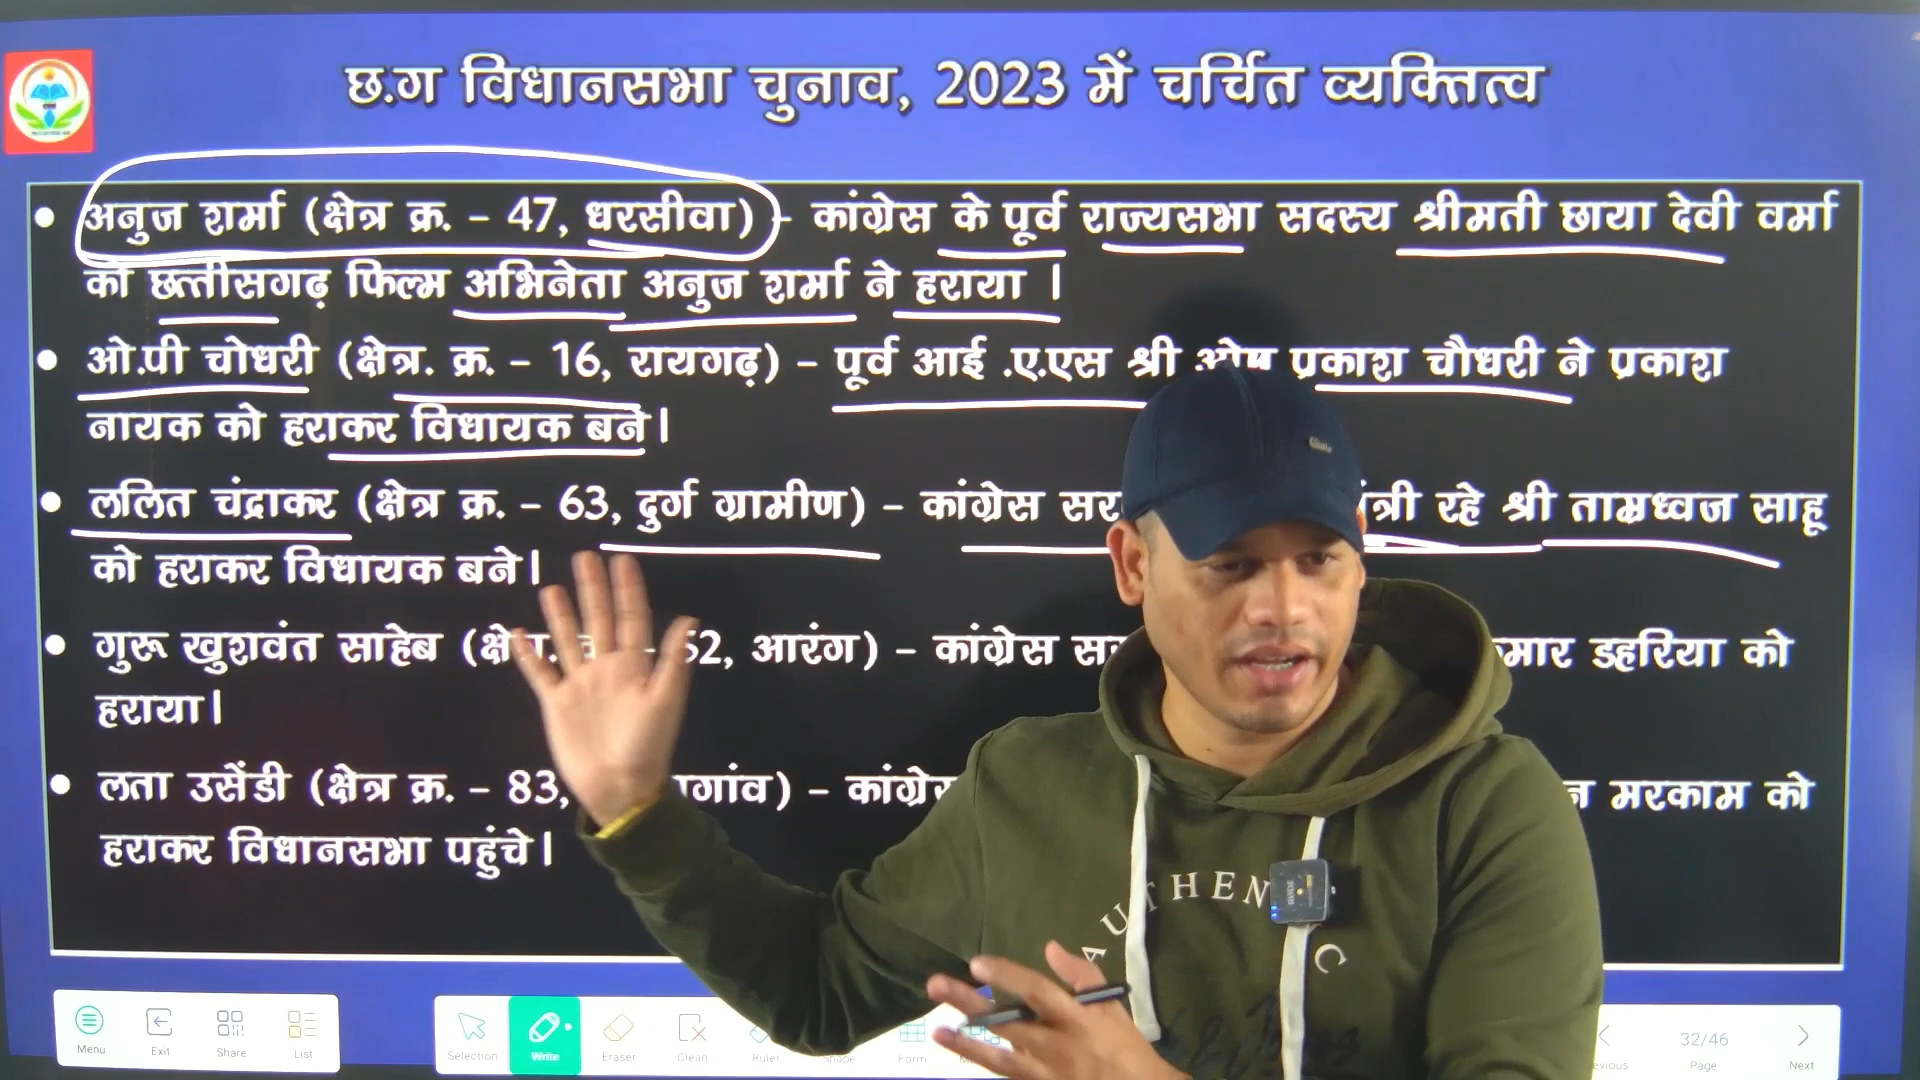 छ.ग विधानसभा चुनाव, 2023 में चर्चित व्यक्तित्व
अनुज शर्मा (क्षेत्र क्र. – 47, धरसीवा) – कांग्रेस के पूर्व राज्यसभा सदस्य श्रीमती छाया देवी वर्मा
को छत्तीसगढ़ फिल्म अभिनेता अनुज शर्मा ने हराया |
ओ.पी चोधरी (क्षेत्र. क्र. – 16, रायगढ़) – पूर्व आई .ए.एस श्री ओम प्रकाश चौधरी ने प्रकाश
नायक को हराकर विधायक बने|
ललित चंद्राकर (क्षेत्र क्र. – 63, दुर्ग ग्रामीण) – कांग्रेस रहे श्री ताम्रध्वज साहू
को हराकर विधायक बने|
गुरू खुशवंत साहेब 52, आरंग) – कांग्रेस डहरिया को
हराया|
लता उसेंडी (क्षेत्र क्र. – 83, – मरकाम को
हराकर विधानसभा पहुंचे|
AUTHEN C
Menu Exit Share List Selection Write Eraser Clean Ruler Shape Form 32/46 Page Next